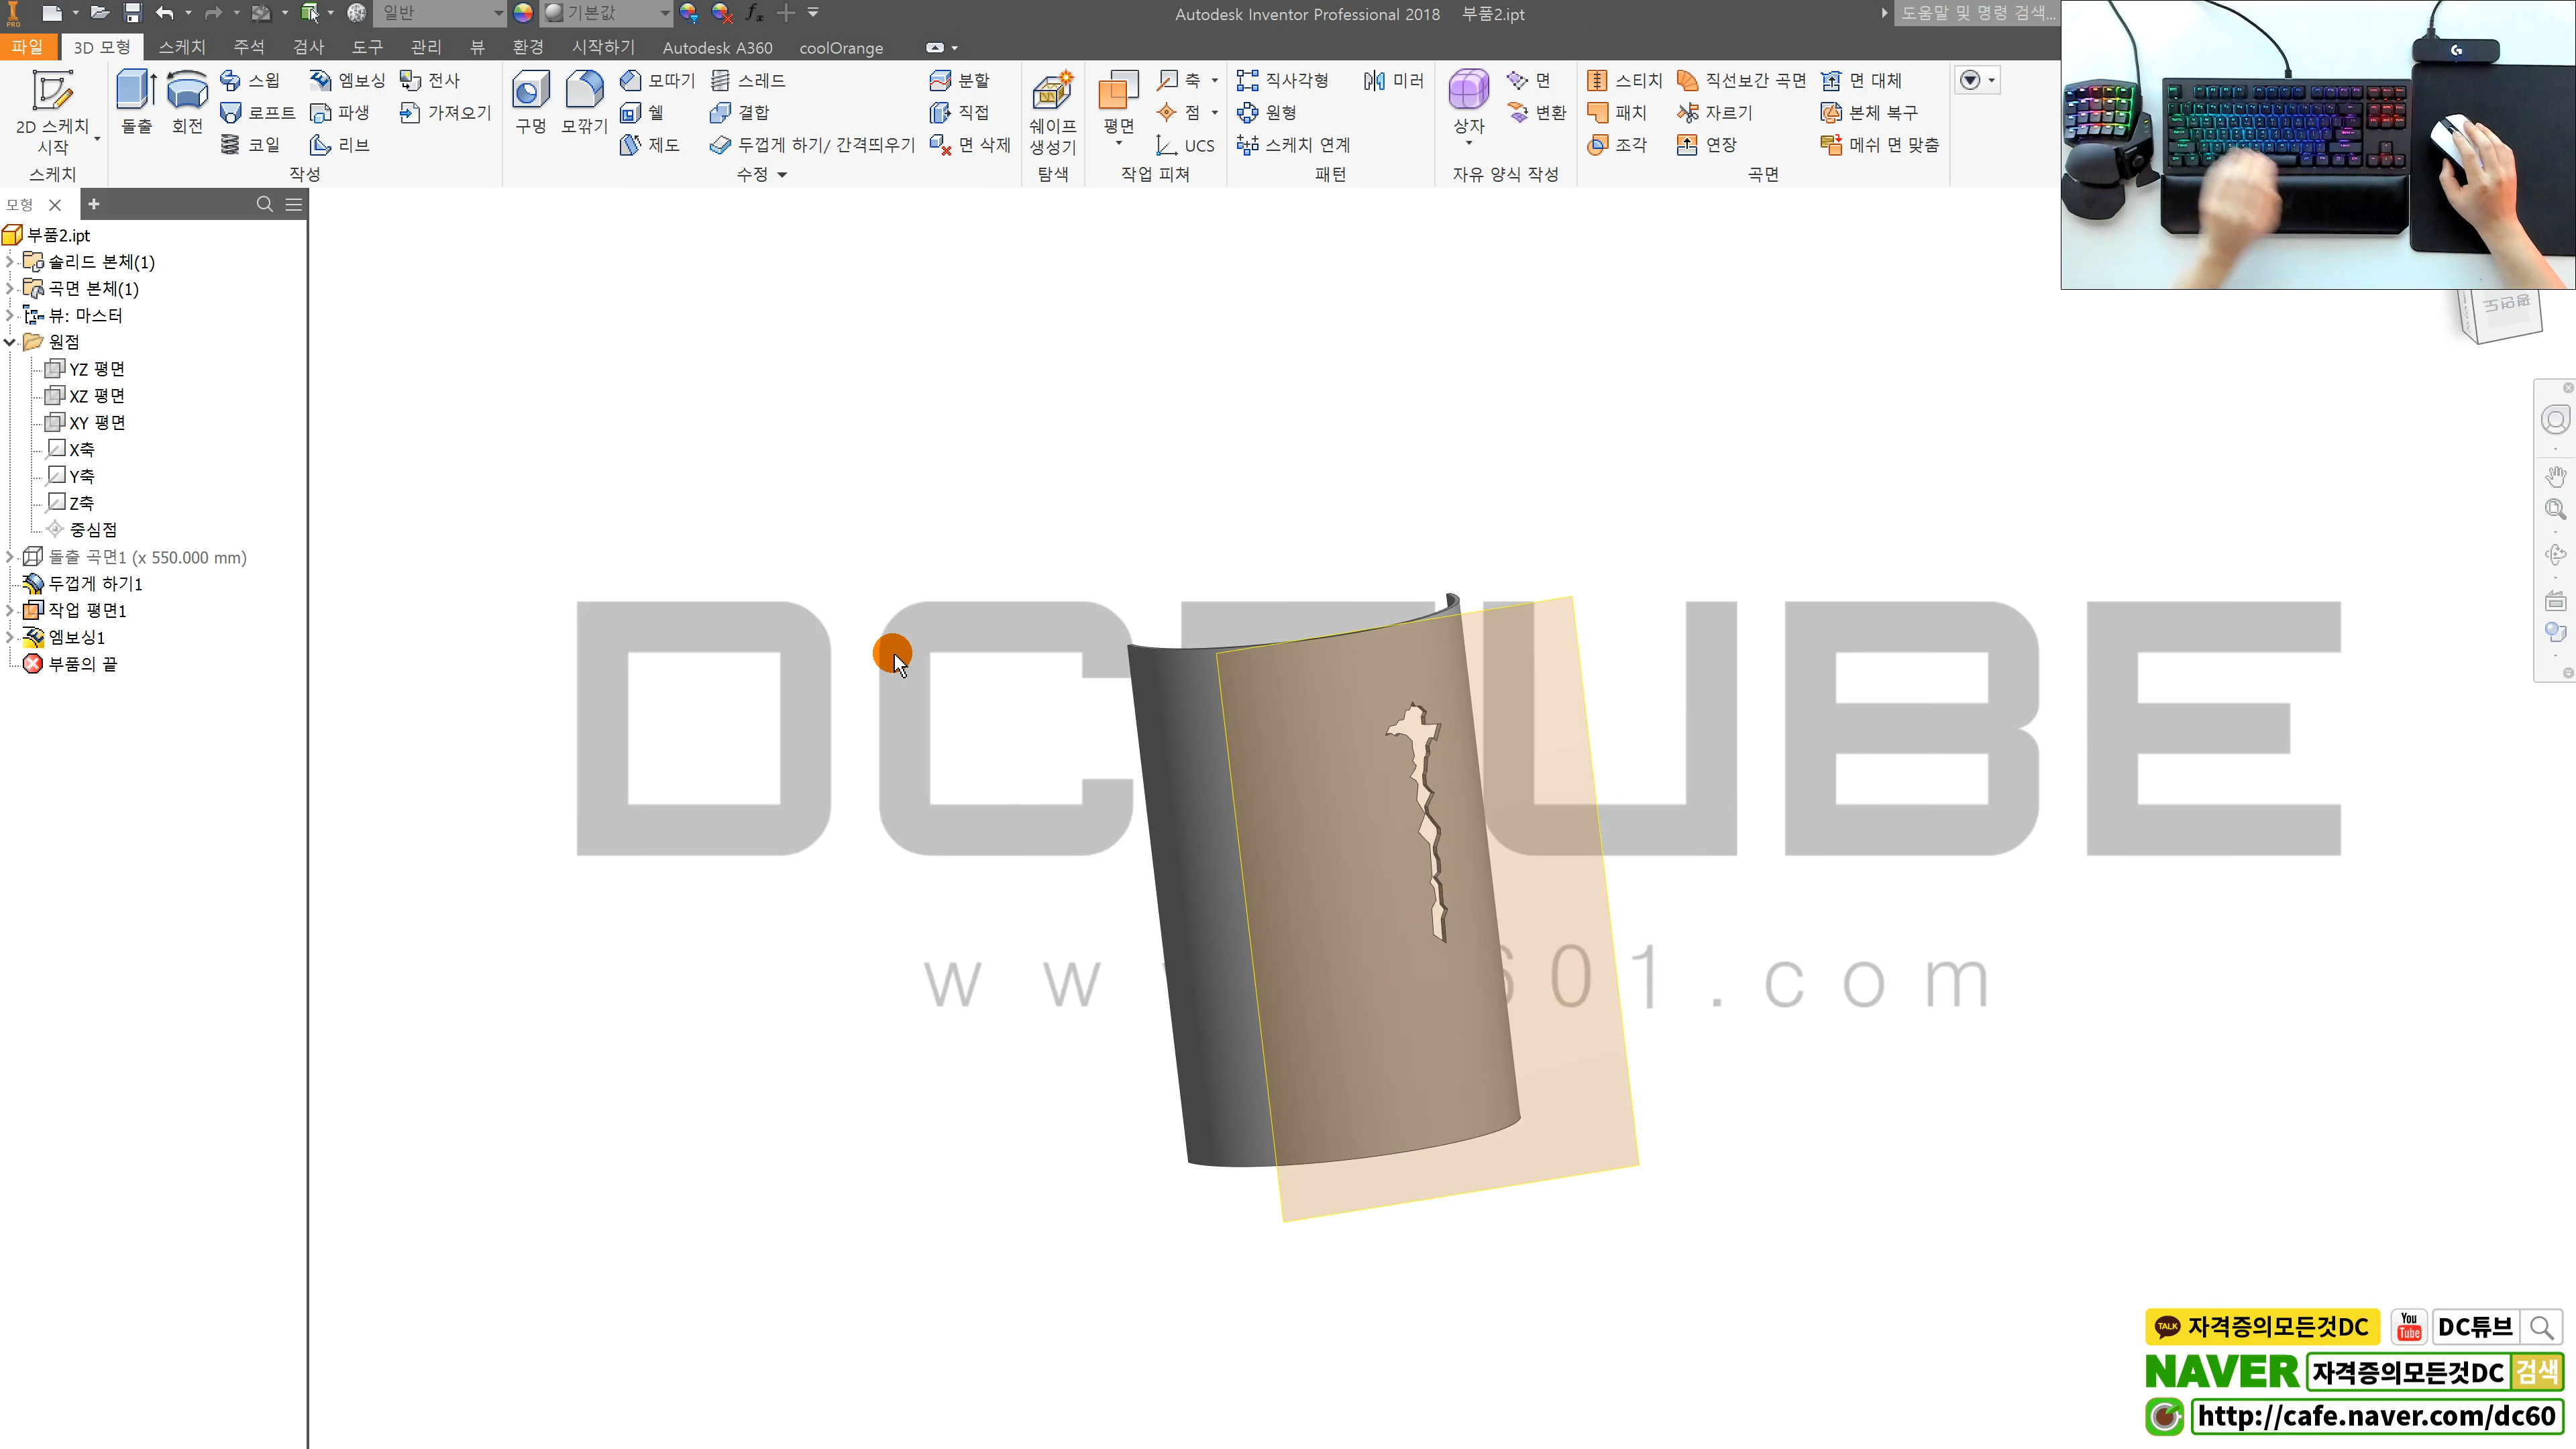 일반
기본값
Autodesk Inventor Professional 2018 부품2.ipt
도움말 및 명령 검색...
PRO
파일 3D 모형 스케치 주석 검사 도구 관리 뷰 환경 시작하기 Autodesk A360 coolOrange
2D 스케치 시작
스케치
돌출
회전
스윕
로프트
코일
엠보싱
파생
리브
전사
가져오기
작성
구멍
모깎기
모따기
쉘
제도
스레드
결합
두껍게 하기/ 간격띄우기
분할
직접
면 삭제
수정
쉐이프 생성기
탐색
평면
축
점
UCS
작업 피쳐
직사각형
원형
스케치 연계
미러
패턴
상자
면
변환
자유 양식 작성
스티치
패치
조각
직선보간 곡면
자르기
연장
면 대체
본체 복구
메쉬 면 맞춤
곡면
모형
부품2.ipt
솔리드 본체(1)
곡면 본체(1)
뷰: 마스터
원점
YZ 평면
XZ 평면
XY 평면
X축
Y축
Z축
중심점
돌출 곡면1 (x 550.000 mm)
두껍게 하기1
작업 평면1
엠보싱1
부품의 끝
601.com
TALK 자격증의모든것DC
You Tube DC튜브
NAVER 자격증의모든것DC 검색
http://cafe.naver.com/dc60